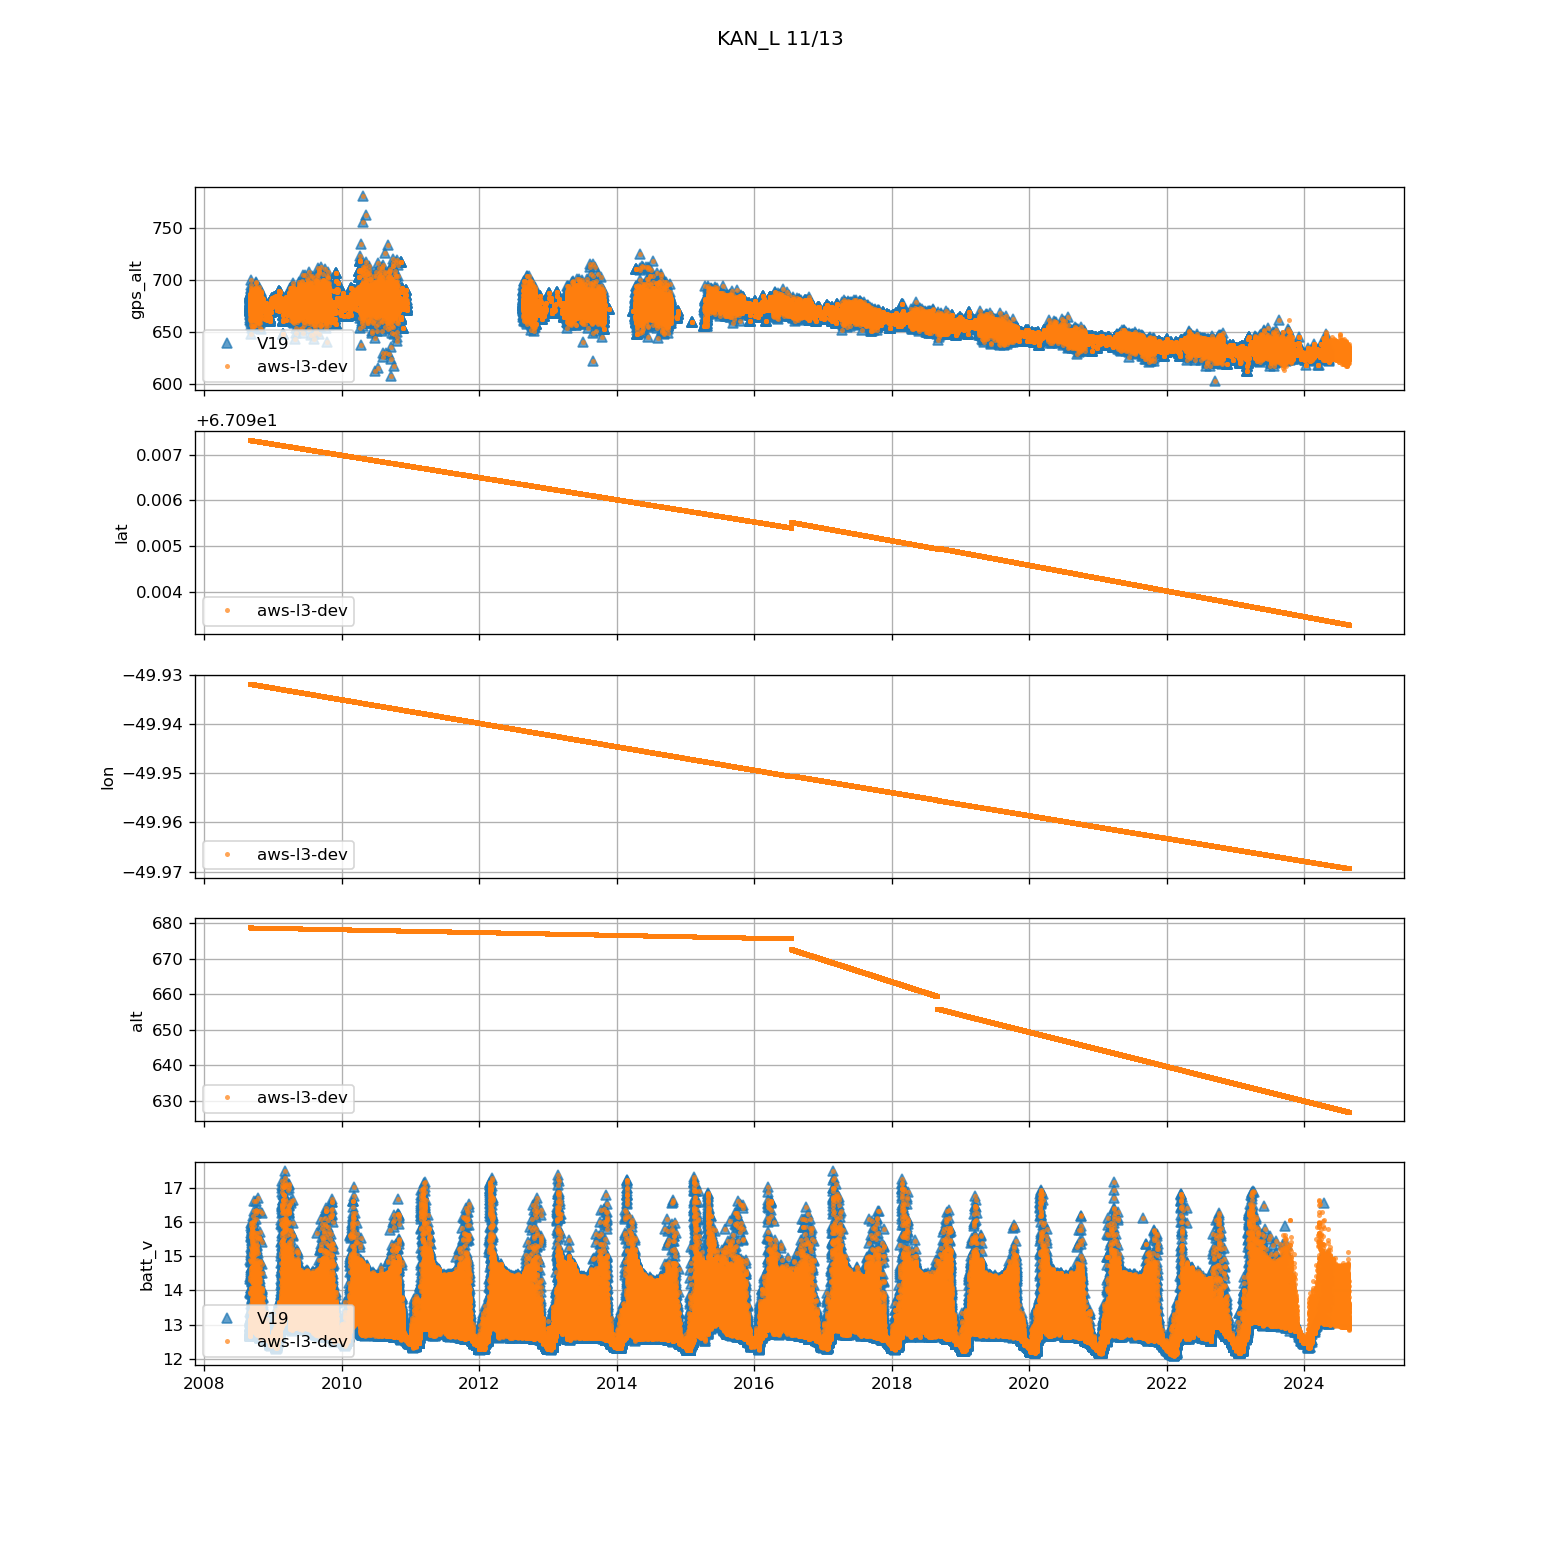 KAN_L 11/13
750
700
650
600
gps_alt
V19
aws-l3-dev
+6.709e1
0.007
0.006
0.005
0.004
lat
aws-l3-dev
−49.93
−49.94
−49.95
−49.96
−49.97
lon
aws-l3-dev
680
670
660
650
640
630
alt
aws-l3-dev
17
16
15
14
13
12
batt_v
V19
aws-l3-dev
2008 2010 2012 2014 2016 2018 2020 2022 2024